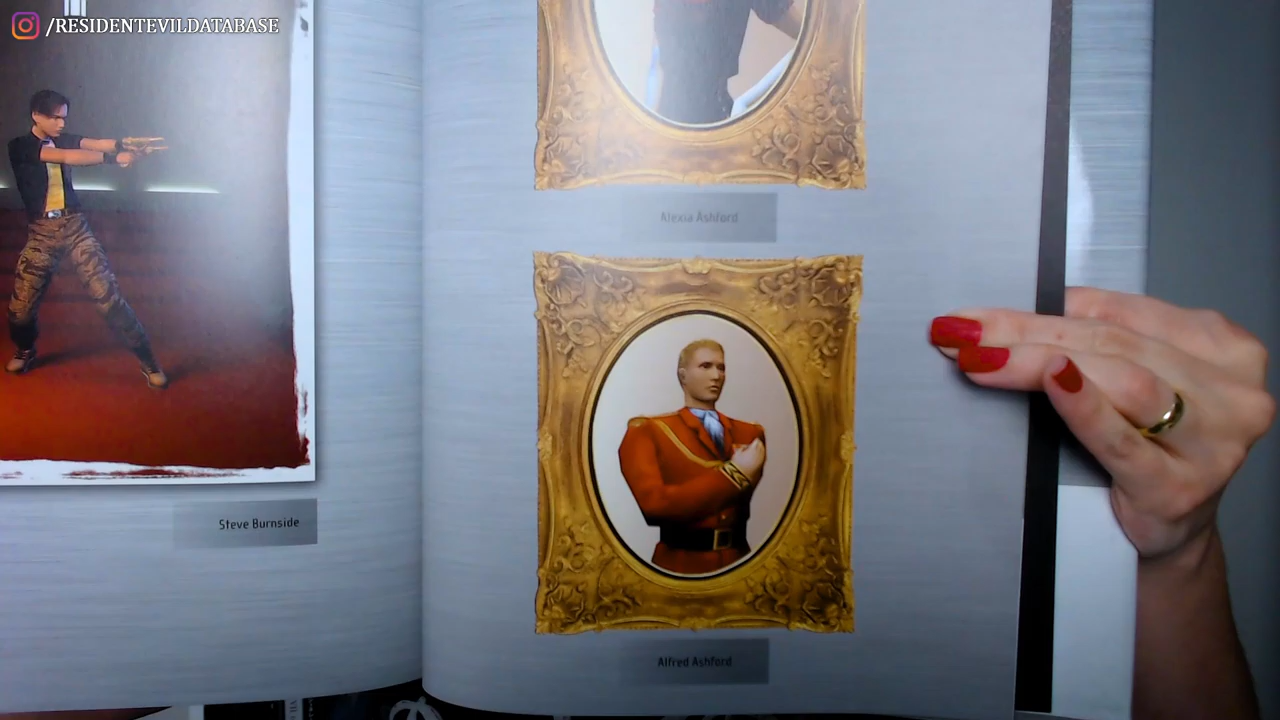 /RESIDENTEVILDATABASE
Steve Burnside
Alexia Ashford
Alfred Ashford